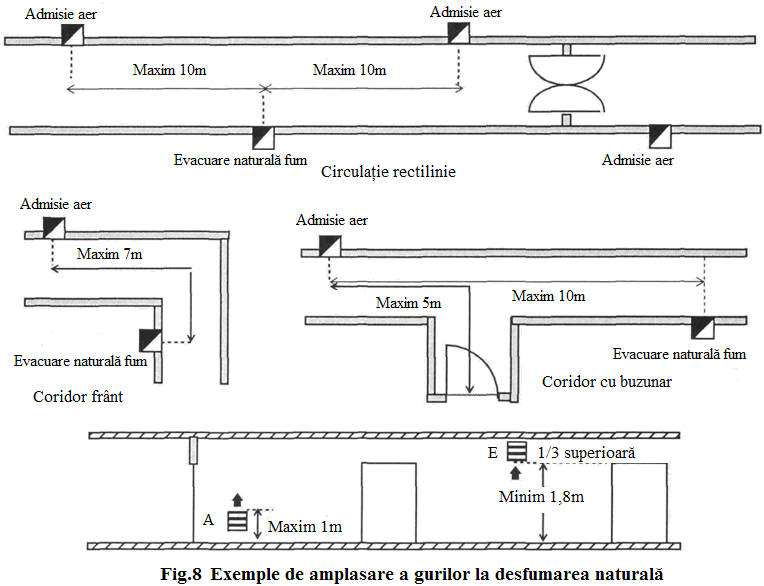 Admisie aer
Admisie aer
Maxim 10m
Maxim 10m
Evacuare naturală fum
Admisie aer
Circulație rectilinie
Admisie aer
Maxim 7m
Evacuare naturală fum
Coridor frânt
Admisie aer
Maxim 5m
Maxim 10m
Evacuare naturală fum
Coridor cu buzunar
E
1/3 superioară
Minim 1,8m
A
Maxim 1m
Fig.8 Exemple de amplasare a gurilor la desfumarea naturală